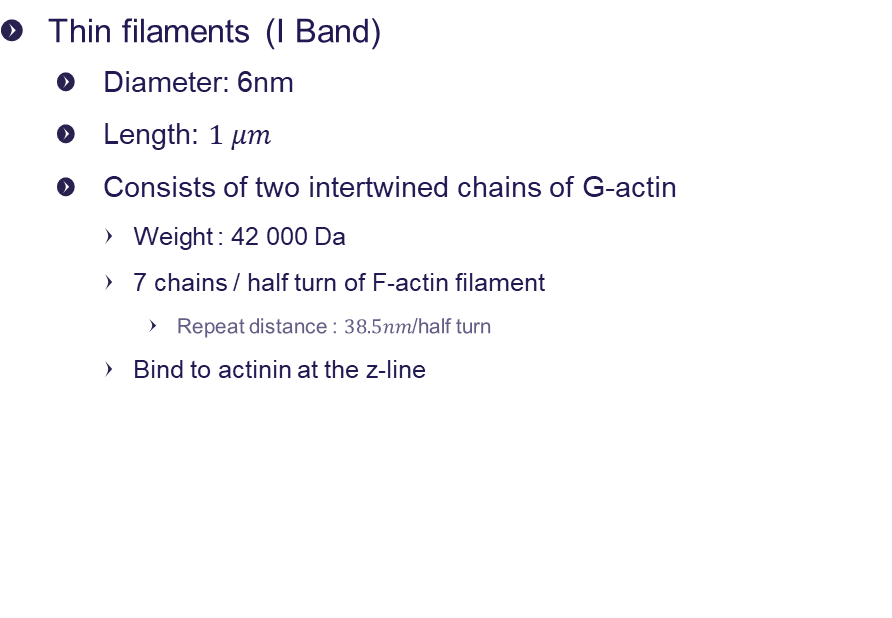 Thin filaments (I Band)
Diameter: 6nm
Length: 1 μm
Consists of two intertwined chains of G-actin
Weight : 42 000 Da
7 chains / half turn of F-actin filament
Repeat distance : 38.5nm/half turn
Bind to actinin at the z-line